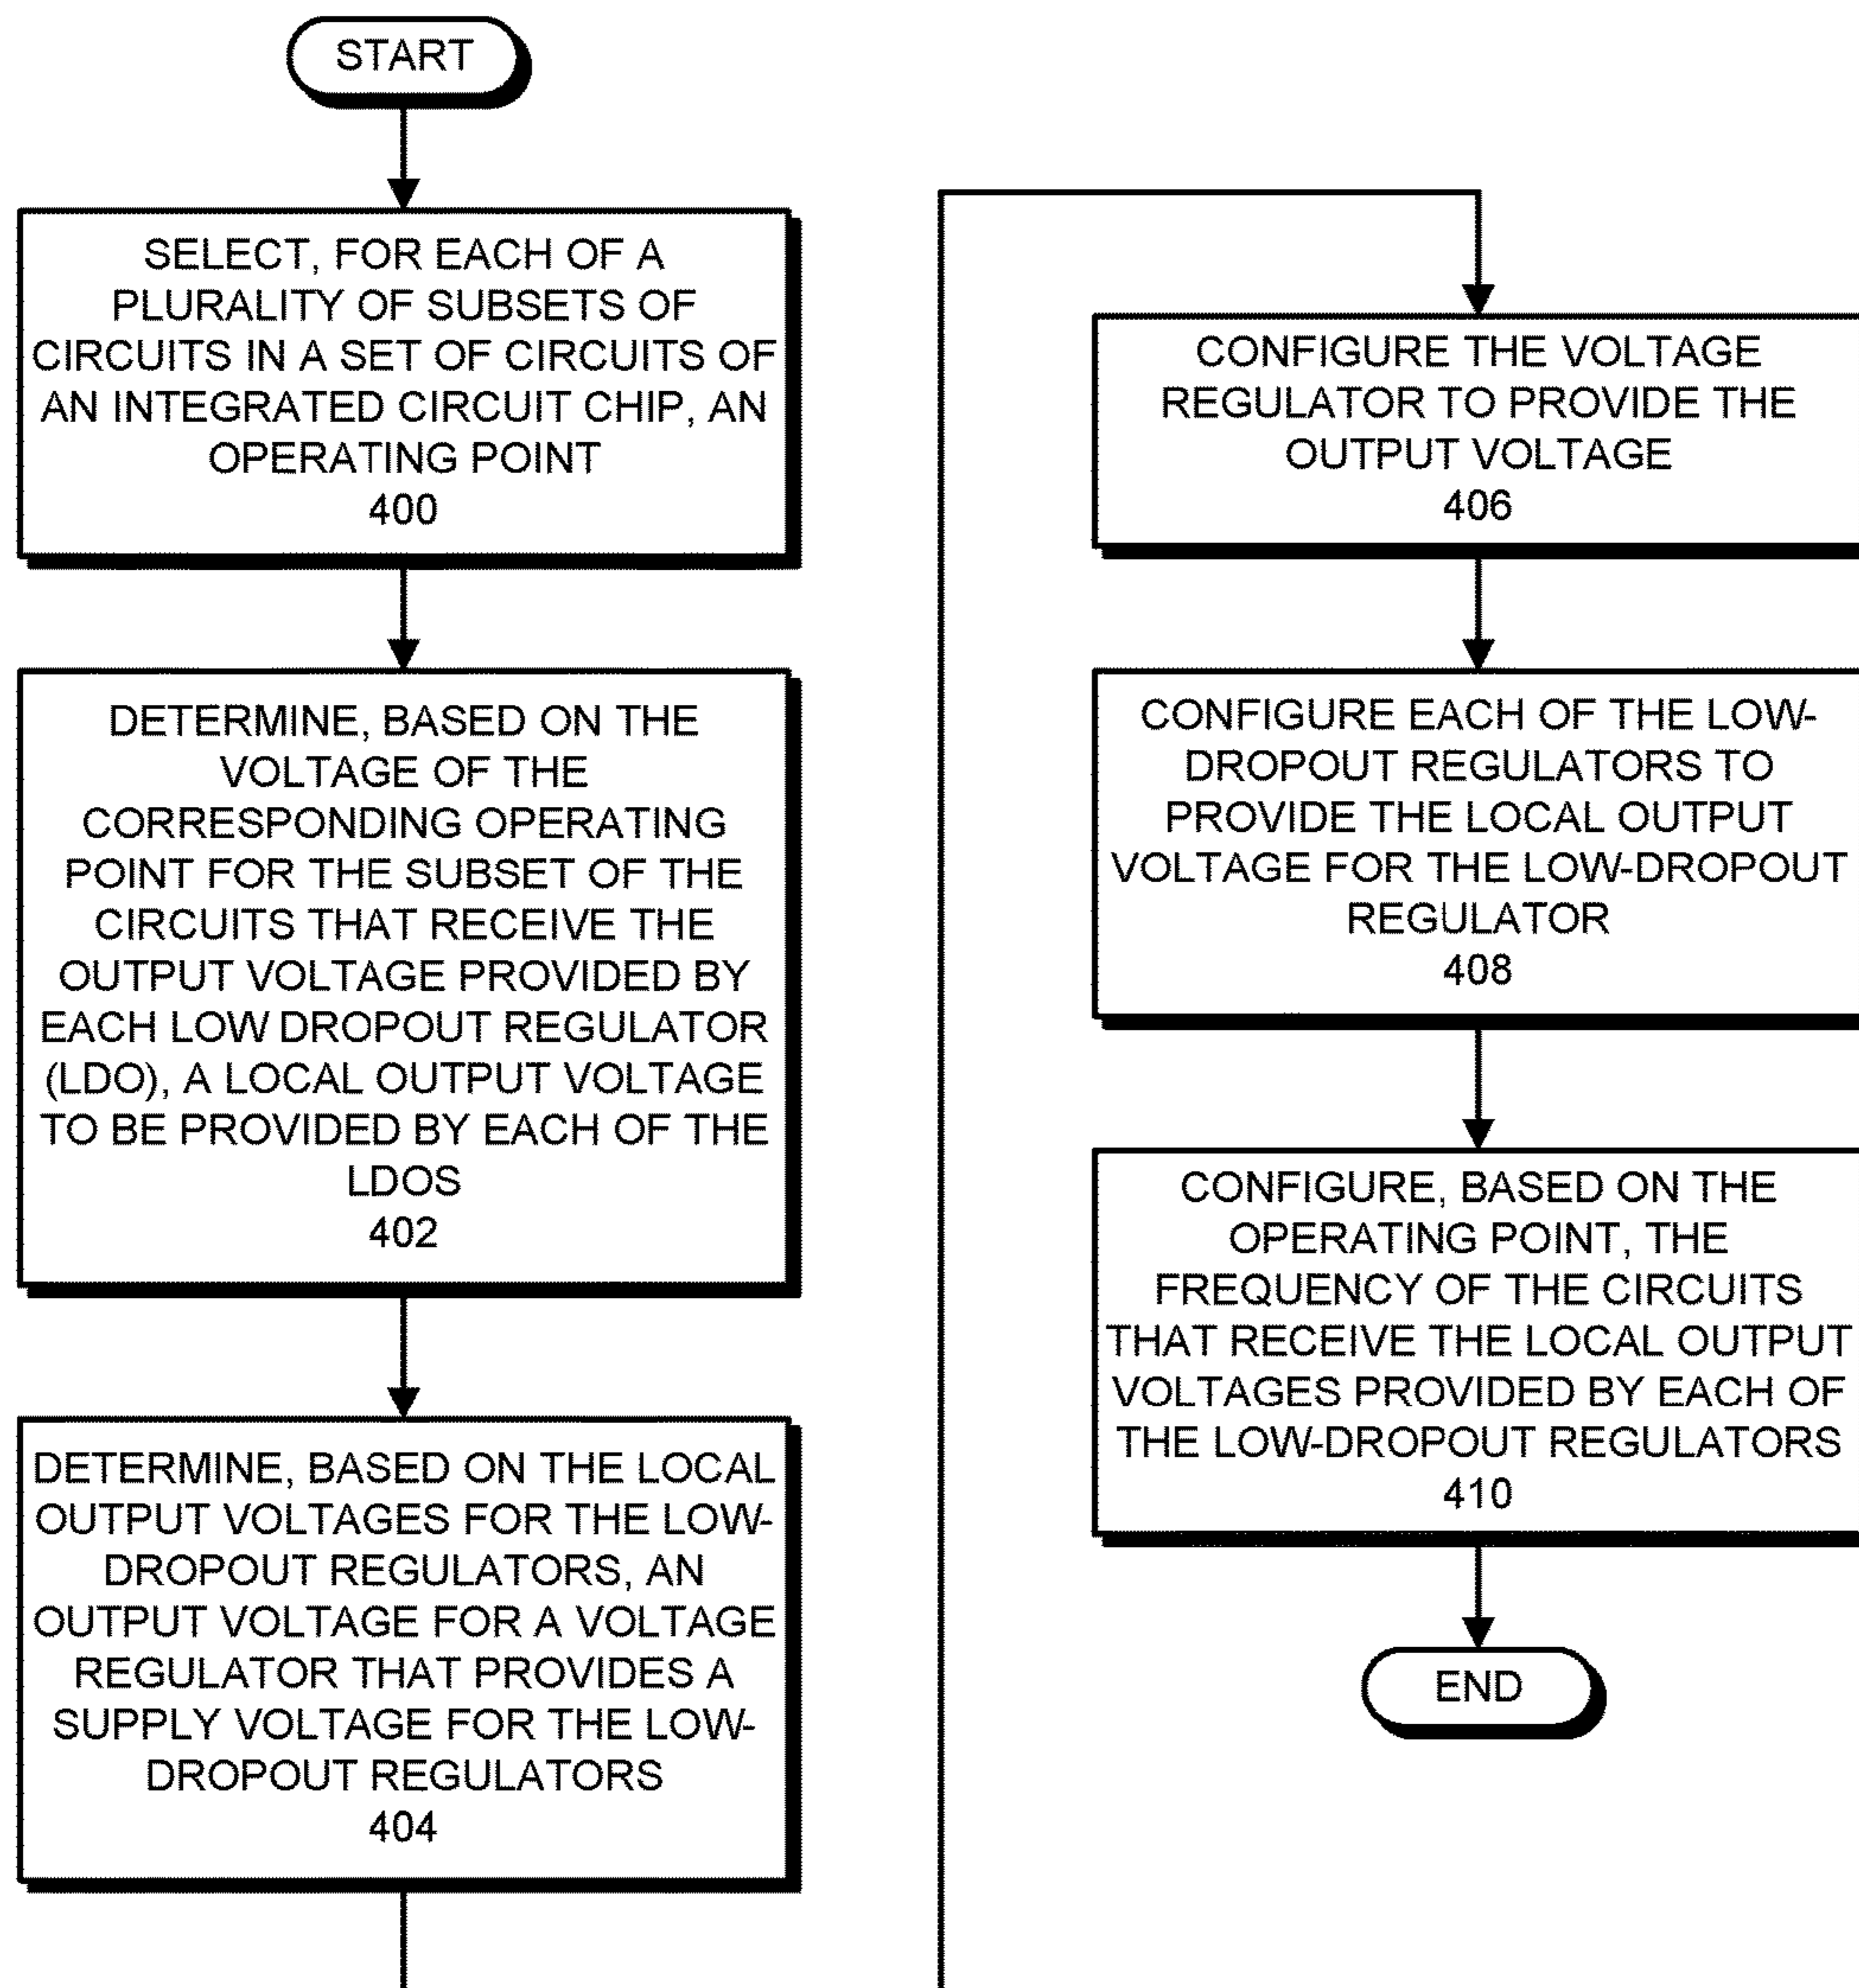 START
SELECT, FOR EACH OF A
PLURALITY OF SUBSETS OF
CIRCUITS IN A SET OF CIRCUITS OF
AN INTEGRATED CIRCUIT CHIP, AN
OPERATING POINT
400
DETERMINE, BASED ON THE
VOLTAGE OF THE
CORRESPONDING OPERATING
POINT FOR THE SUBSET OF THE
CIRCUITS THAT RECEIVE THE
OUTPUT VOLTAGE PROVIDED BY
EACH LOW DROPOUT REGULATOR
(LDO), A LOCAL OUTPUT VOLTAGE
TO BE PROVIDED BY EACH OF THE
LDOS
402
DETERMINE, BASED ON THE LOCAL
OUTPUT VOLTAGES FOR THE LOW-
DROPOUT REGULATORS, AN
OUTPUT VOLTAGE FOR A VOLTAGE
REGULATOR THAT PROVIDES A
SUPPLY VOLTAGE FOR THE LOW-
DROPOUT REGULATORS
404
CONFIGURE THE VOLTAGE
REGULATOR TO PROVIDE THE
OUTPUT VOLTAGE
406
CONFIGURE EACH OF THE LOW-
DROPOUT REGULATORS TO
PROVIDE THE LOCAL OUTPUT
VOLTAGE FOR THE LOW-DROPOUT
REGULATOR
408
CONFIGURE, BASED ON THE
OPERATING POINT, THE
FREQUENCY OF THE CIRCUITS
THAT RECEIVE THE LOCAL OUTPUT
VOLTAGES PROVIDED BY EACH OF
THE LOW-DROPOUT REGULATORS
410
END